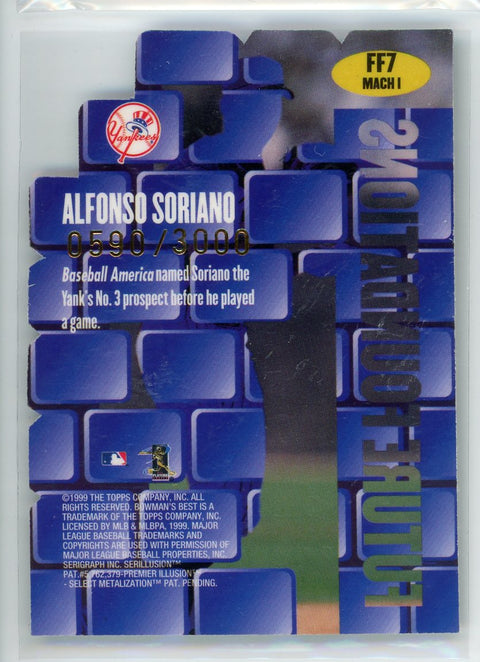 FF7
MACH I
Yankees
ALFONSO SORIANO
0590/3000
Baseball America named Soriano the
Yank's No. 3 prospect before he played
a game.
FUTURE FOUNDATIONS
©1999 THE TOPPS COMPANY, INC. ALL
RIGHTS RESERVED. BOWMAN'S BEST IS A
TRADEMARK OF THE TOPPS COMPANY, INC.
LICENSED BY MLB & MLBPA, 1999. MAJOR
LEAGUE BASEBALL TRADEMARKS AND
COPYRIGHTS ARE USED WITH PERMISSION OF
MAJOR LEAGUE BASEBALL PROPERTIES, INC.
SERIGRAPH INC. SERILLUSION™
PAT.#5,762,379-PREMIER ILLUSION
- SELECT METALIZATION™ PAT. PENDING.